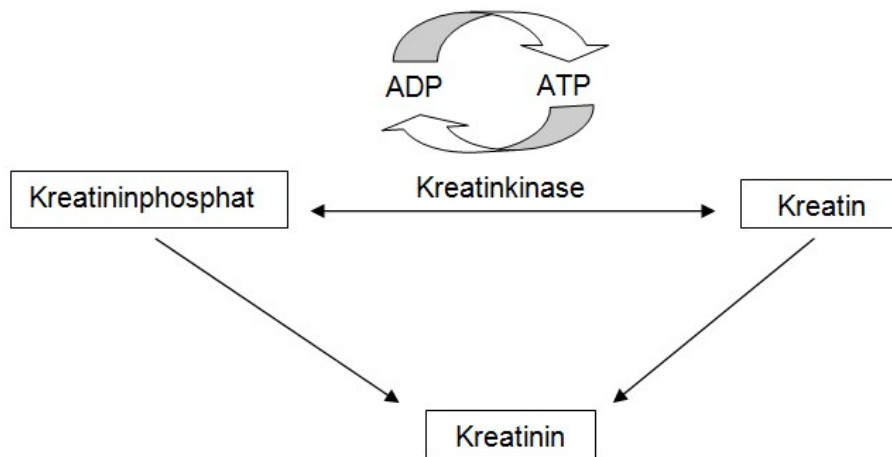 ADP ATP
Kreatininphosphat
Kreatinkinase
Kreatin
Kreatinin